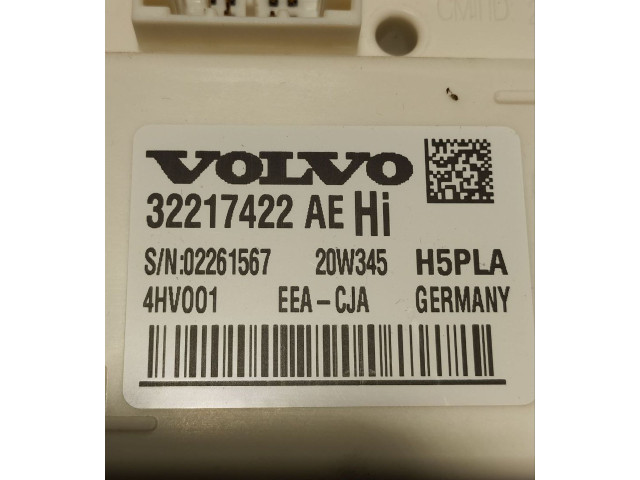 VOLVO
32217422 AE Hi
S/N:02261567 20W345 H5PLA
4HV001 EEA-CJA GERMANY